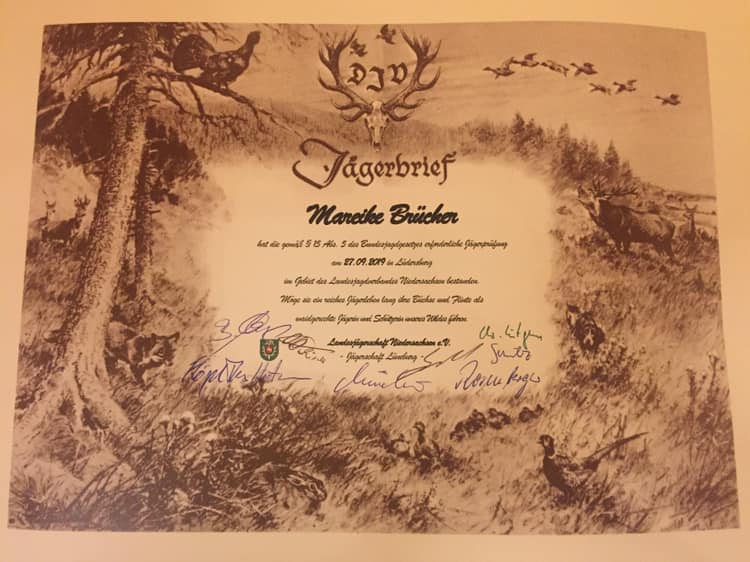 DJV
Jägerbrief
Mareike Brücher
hat die gemäß § 15 Abs. 5 des Bundesjagdgesetzes erforderliche Jägerprüfung
am 27.09.2019 in Lüdersburg
im Gebiet des Landesjagdverbandes Niedersachsen bestanden.
Möge sie ein reiches Jägerleben lang ihre Büchse und Flinte als
waidgerechte Jägerin und Schützerin unseres Wildes führen.
Landesjägerschaft Niedersachsen e.V.
- Jägerschaft Lüneburg -